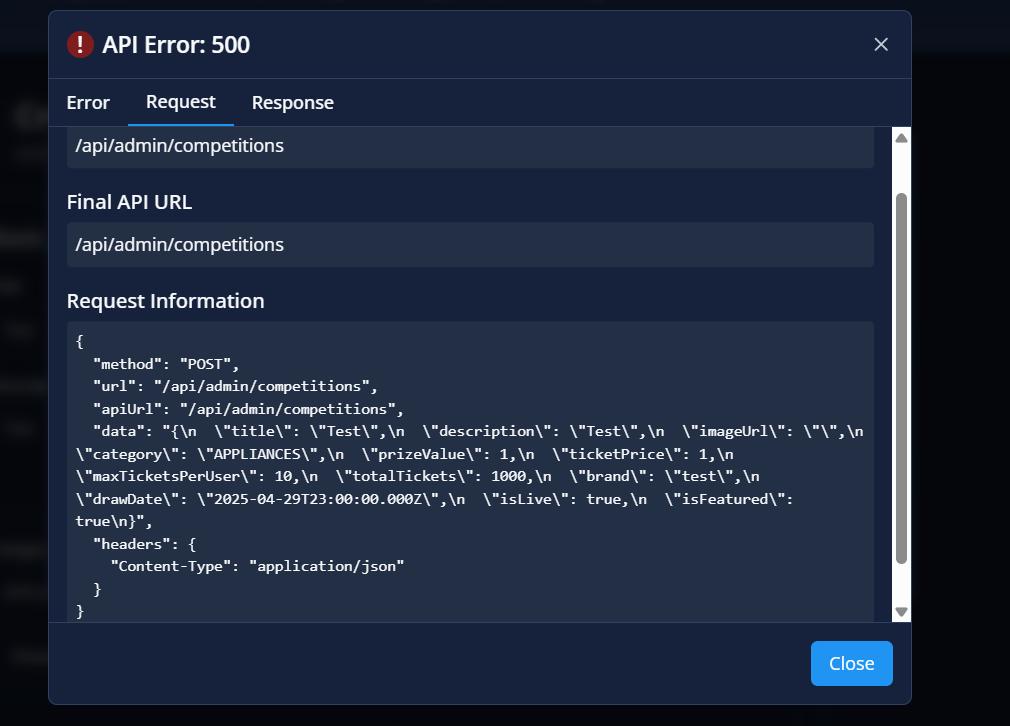 ! API Error: 500
Error Request Response
/api/admin/competitions
Final API URL
/api/admin/competitions
Request Information
{
  "method": "POST",
  "url": "/api/admin/competitions",
  "apiUrl": "/api/admin/competitions",
  "data": "{\n  \"title\": \"Test\",\n  \"description\": \"Test\",\n  \"imageUrl\": \"\",\n
\"category\": \"APPLIANCES\",\n  \"prizeValue\": 1,\n  \"ticketPrice\": 1,\n
\"maxTicketsPerUser\": 10,\n  \"totalTickets\": 1000,\n  \"brand\": \"test\",\n
\"drawDate\": \"2025-04-29T23:00:00.000Z\",\n  \"isLive\": true,\n  \"isFeatured\":
true\n}",
  "headers": {
    "Content-Type": "application/json"
  }
}
Close